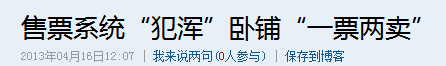 售票系统“犯浑”卧铺“一票两卖”
2013年04月16日12:07 | 我来说两句(0人参与) | 保存到博客